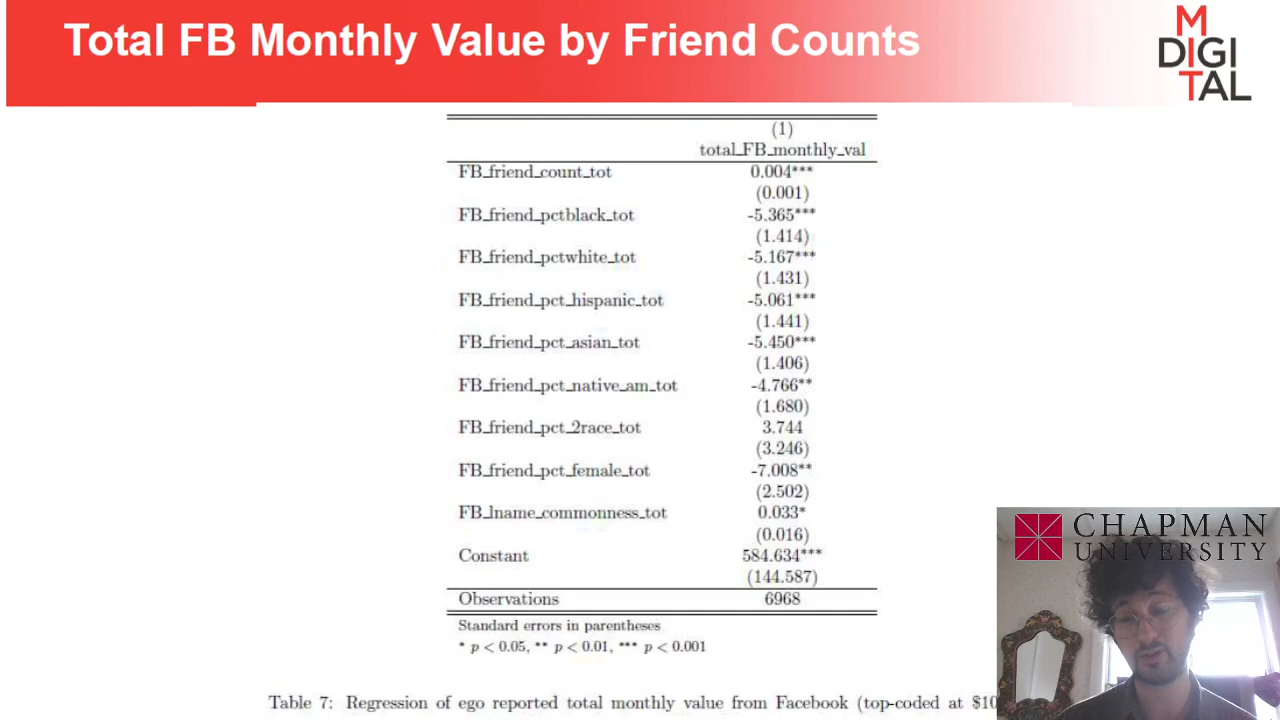 Total FB Monthly Value by Friend Counts
M
DIGI
TAL
(1)
total_FB_monthly_val
FB_friend_count_tot 0.004***
(0.001)
FB_friend_pctblack_tot -5.365***
(1.414)
FB_friend_pctwhite_tot -5.167***
(1.431)
FB_friend_pct_hispanic_tot -5.061***
(1.441)
FB_friend_pct_asian_tot -5.450***
(1.406)
FB_friend_pct_native_am_tot -4.766**
(1.680)
FB_friend_pct_2race_tot 3.744
(3.246)
FB_friend_pct_female_tot -7.008**
(2.502)
FB_lname_commonness_tot 0.033*
(0.016)
Constant 584.634***
(144.587)
Observations 6968
Standard errors in parentheses
* p < 0.05, ** p < 0.01, *** p < 0.001
CHAPMAN
UNIVERSITY
Table 7: Regression of ego reported total monthly value from Facebook (top-coded at $10